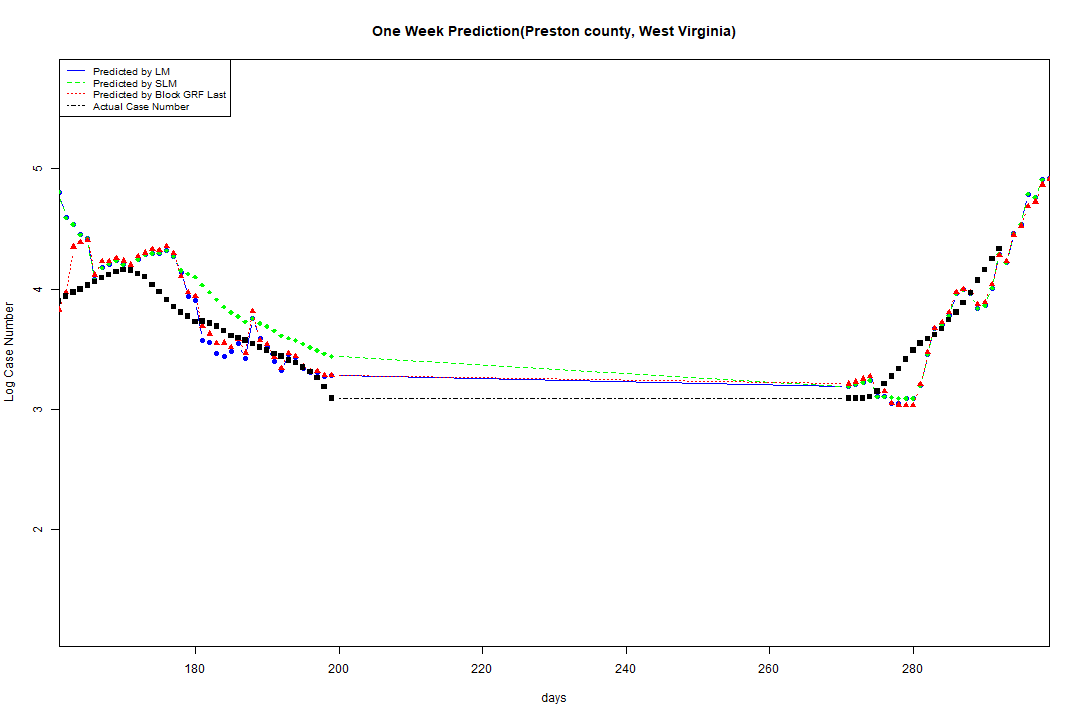 One Week Prediction(Preston county, West Virginia)
Predicted by LM
Predicted by SLM
Predicted by Block GRF Last
Actual Case Number
5
4
3
2
Log Case Number
180 200 220 240 260 280
days